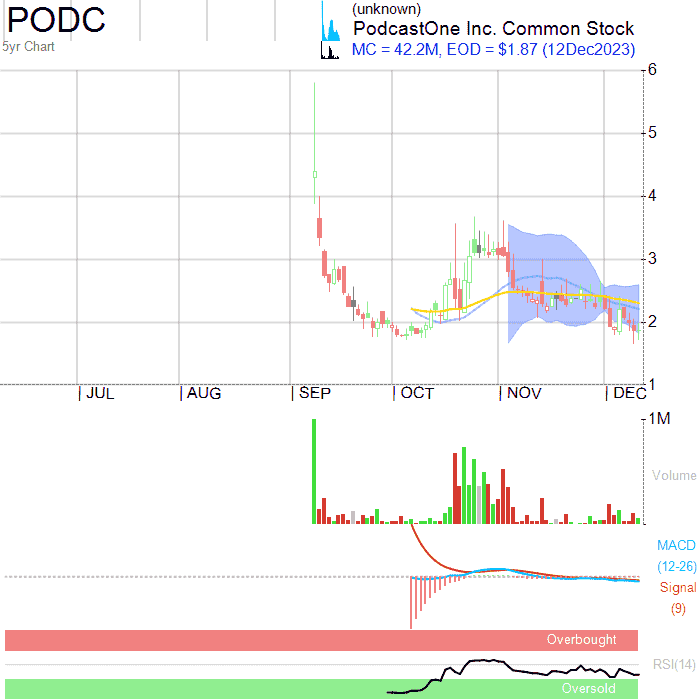 PODC
5yr Chart
(unknown)
PodcastOne Inc. Common Stock
MC = 42.2M, EOD = $1.87 (12Dec2023)
6
5
4
3
2
1
JUL AUG SEP OCT NOV DEC
1M
Volume
MACD
(12-26)
Signal
(9)
Overbought
RSI(14)
Oversold